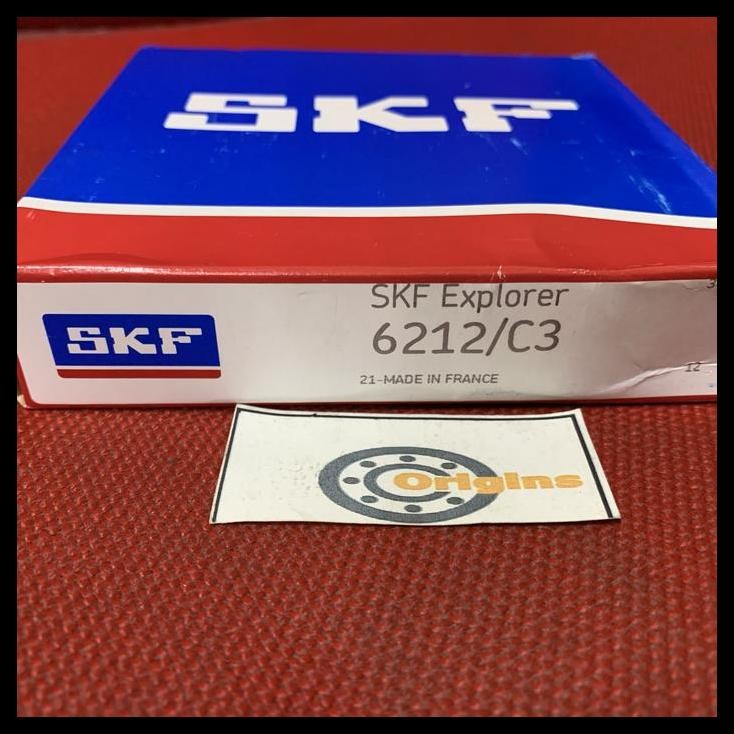 SKF
SKF Explorer
SKF
6212/C3
21-MADE IN FRANCE
12
Origins